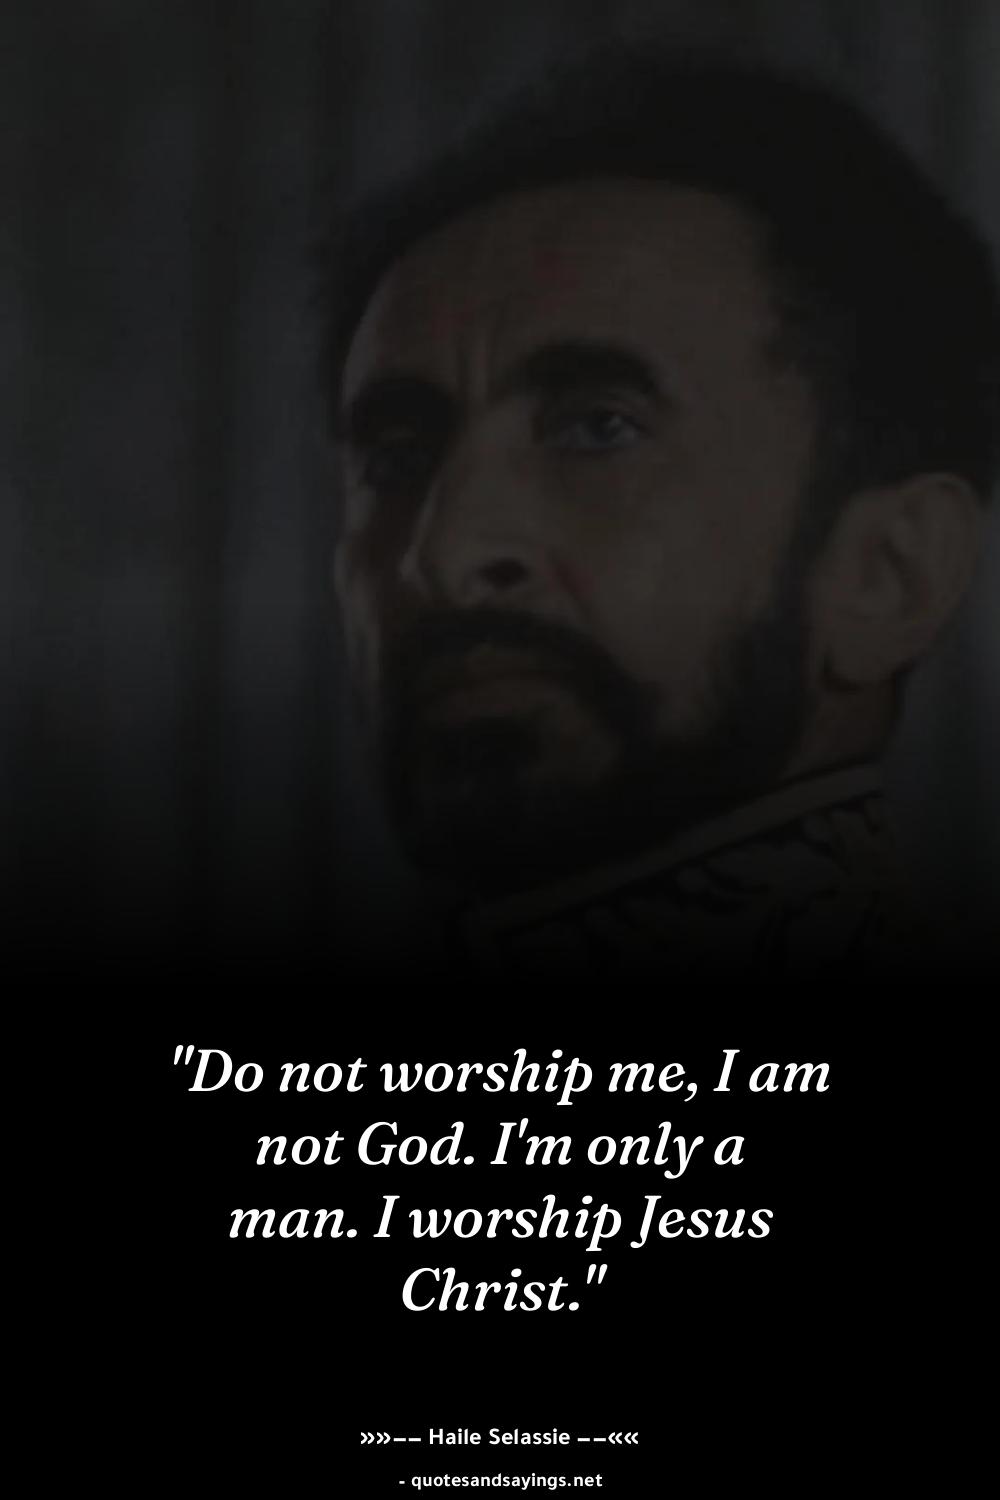 "Do not worship me, I am
not God. I'm only a
man. I worship Jesus
Christ."
»»–– Haile Selassie ––««
- quotesandsayings.net